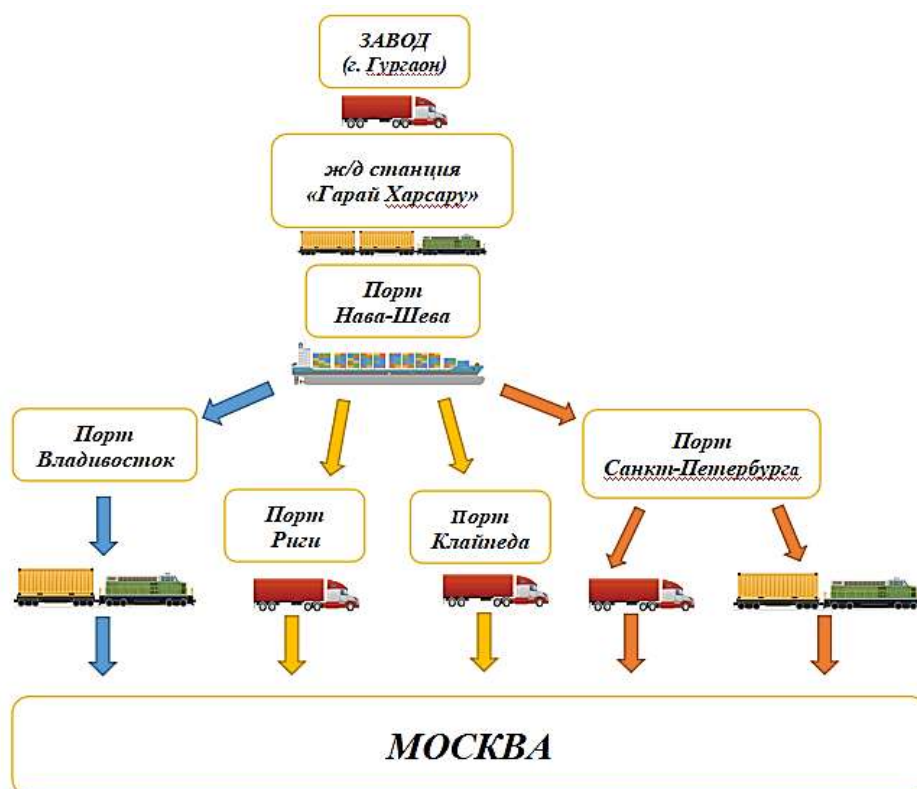 ЗАВОД
(г. Гургаон)
ж/д станция
«Гарай Харсару»
Порт
Нава-Шева
Порт
Владивосток
Порт
Санкт-Петербурга
Порт
Риги
Порт
Клайпеда
МОСКВА